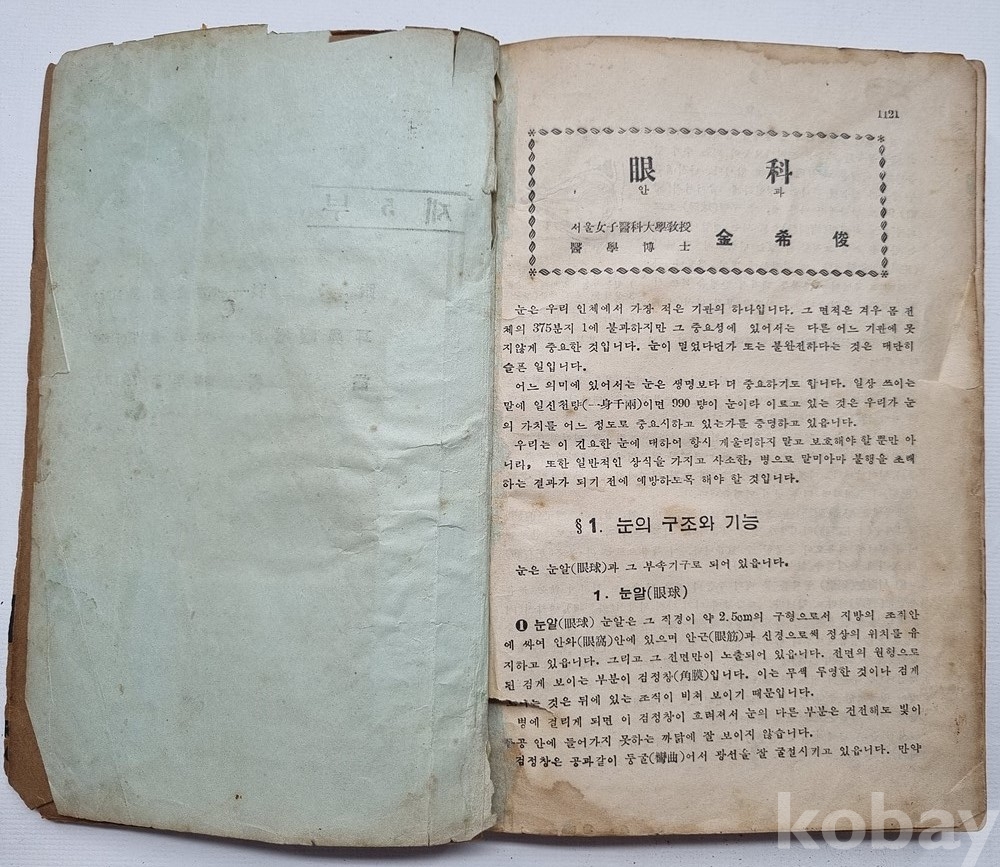 제 5 부
1121
眼 科
안 과
서울女子醫科大學敎授
醫學博士 金希俊
눈은 우리 인체에서 가장 적은 기관의 하나입니다. 그 면적은 겨우 몸 전
체의 375분지 1에 불과하지만 그 중요성에 있어서는 다른 어느 기관에 못
지않게 중요한 것입니다. 눈이 멀었다던가 또는 불완전하다는 것은 대단히
슬픈 일입니다.
어느 의미에 있어서는 눈은 생명보다 더 중요하기도 합니다. 일상 쓰이는
말에 일신천량(一身千兩)이면 990 량이 눈이라 이르고 있는 것은 우리가 눈
의 가치를 어느 정도로 중요시하고 있는가를 증명하고 있읍니다.
우리는 이 긴요한 눈에 대하여 항시 게을리하지 말고 보호해야 할 뿐만 아
니라, 또한 일반적인 상식을 가지고 사소한, 병으로 말미아마 불행을 초래
하는 결과가 되기 전에 예방하도록 해야 할 것입니다.
§1. 눈의 구조와 기능
눈은 눈알(眼球)과 그 부속기구로 되어 있읍니다.
1. 눈알(眼球)
❶ 눈알(眼球) 눈알은 그 직경이 약 2.5cm의 구형으로서 지방의 조직안
에 싸여 안와(眼窩)안에 있으며 안근(眼筋)과 신경으로써 정상의 위치를 유
지하고 있읍니다. 그리고 그 전면만이 노출되어 있읍니다. 전면의 원형으로
된 검게 보이는 부분이 검정창(角膜)입니다. 이는 무색 투명한 것이나 검게
는 것은 뒤에 있는 조직이 비쳐 보이기 때문입니다.
병에 걸리게 되면 이 검정창이 흐려져서 눈의 다른 부분은 건전해도 빛이
공 안에 들어가지 못하는 까닭에 잘 보이지 않습니다.
검정창은 공과같이 둥굴(彎曲)어서 광선을 잘 굴절시키고 있읍니다. 만약
kobay